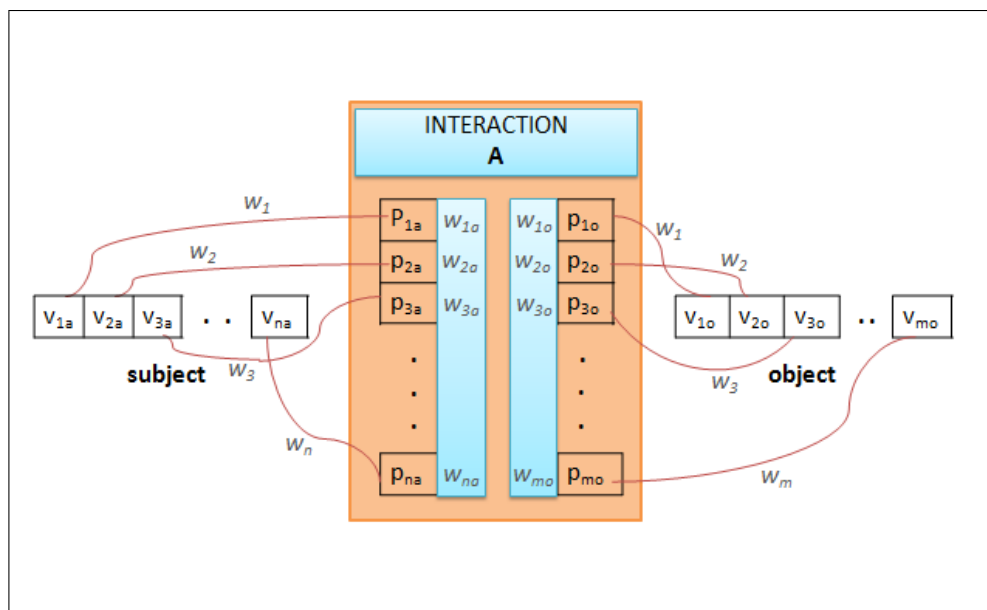 INTERACTION
A
w₁
P₁ₐ w₁ₐ w₁ₒ p₁ₒ
w₁
w₂
p₂ₐ w₂ₐ w₂ₒ p₂ₒ
w₂
p₃ₐ w₃ₐ w₃ₒ p₃ₒ
v₁ₐ v₂ₐ v₃ₐ . . vₙₐ
v₁ₒ v₂ₒ v₃ₒ .. vₘₒ
subject
w₃
w₃
object
wₙ
pₙₐ wₙₐ wₘₒ pₘₒ
wₘ